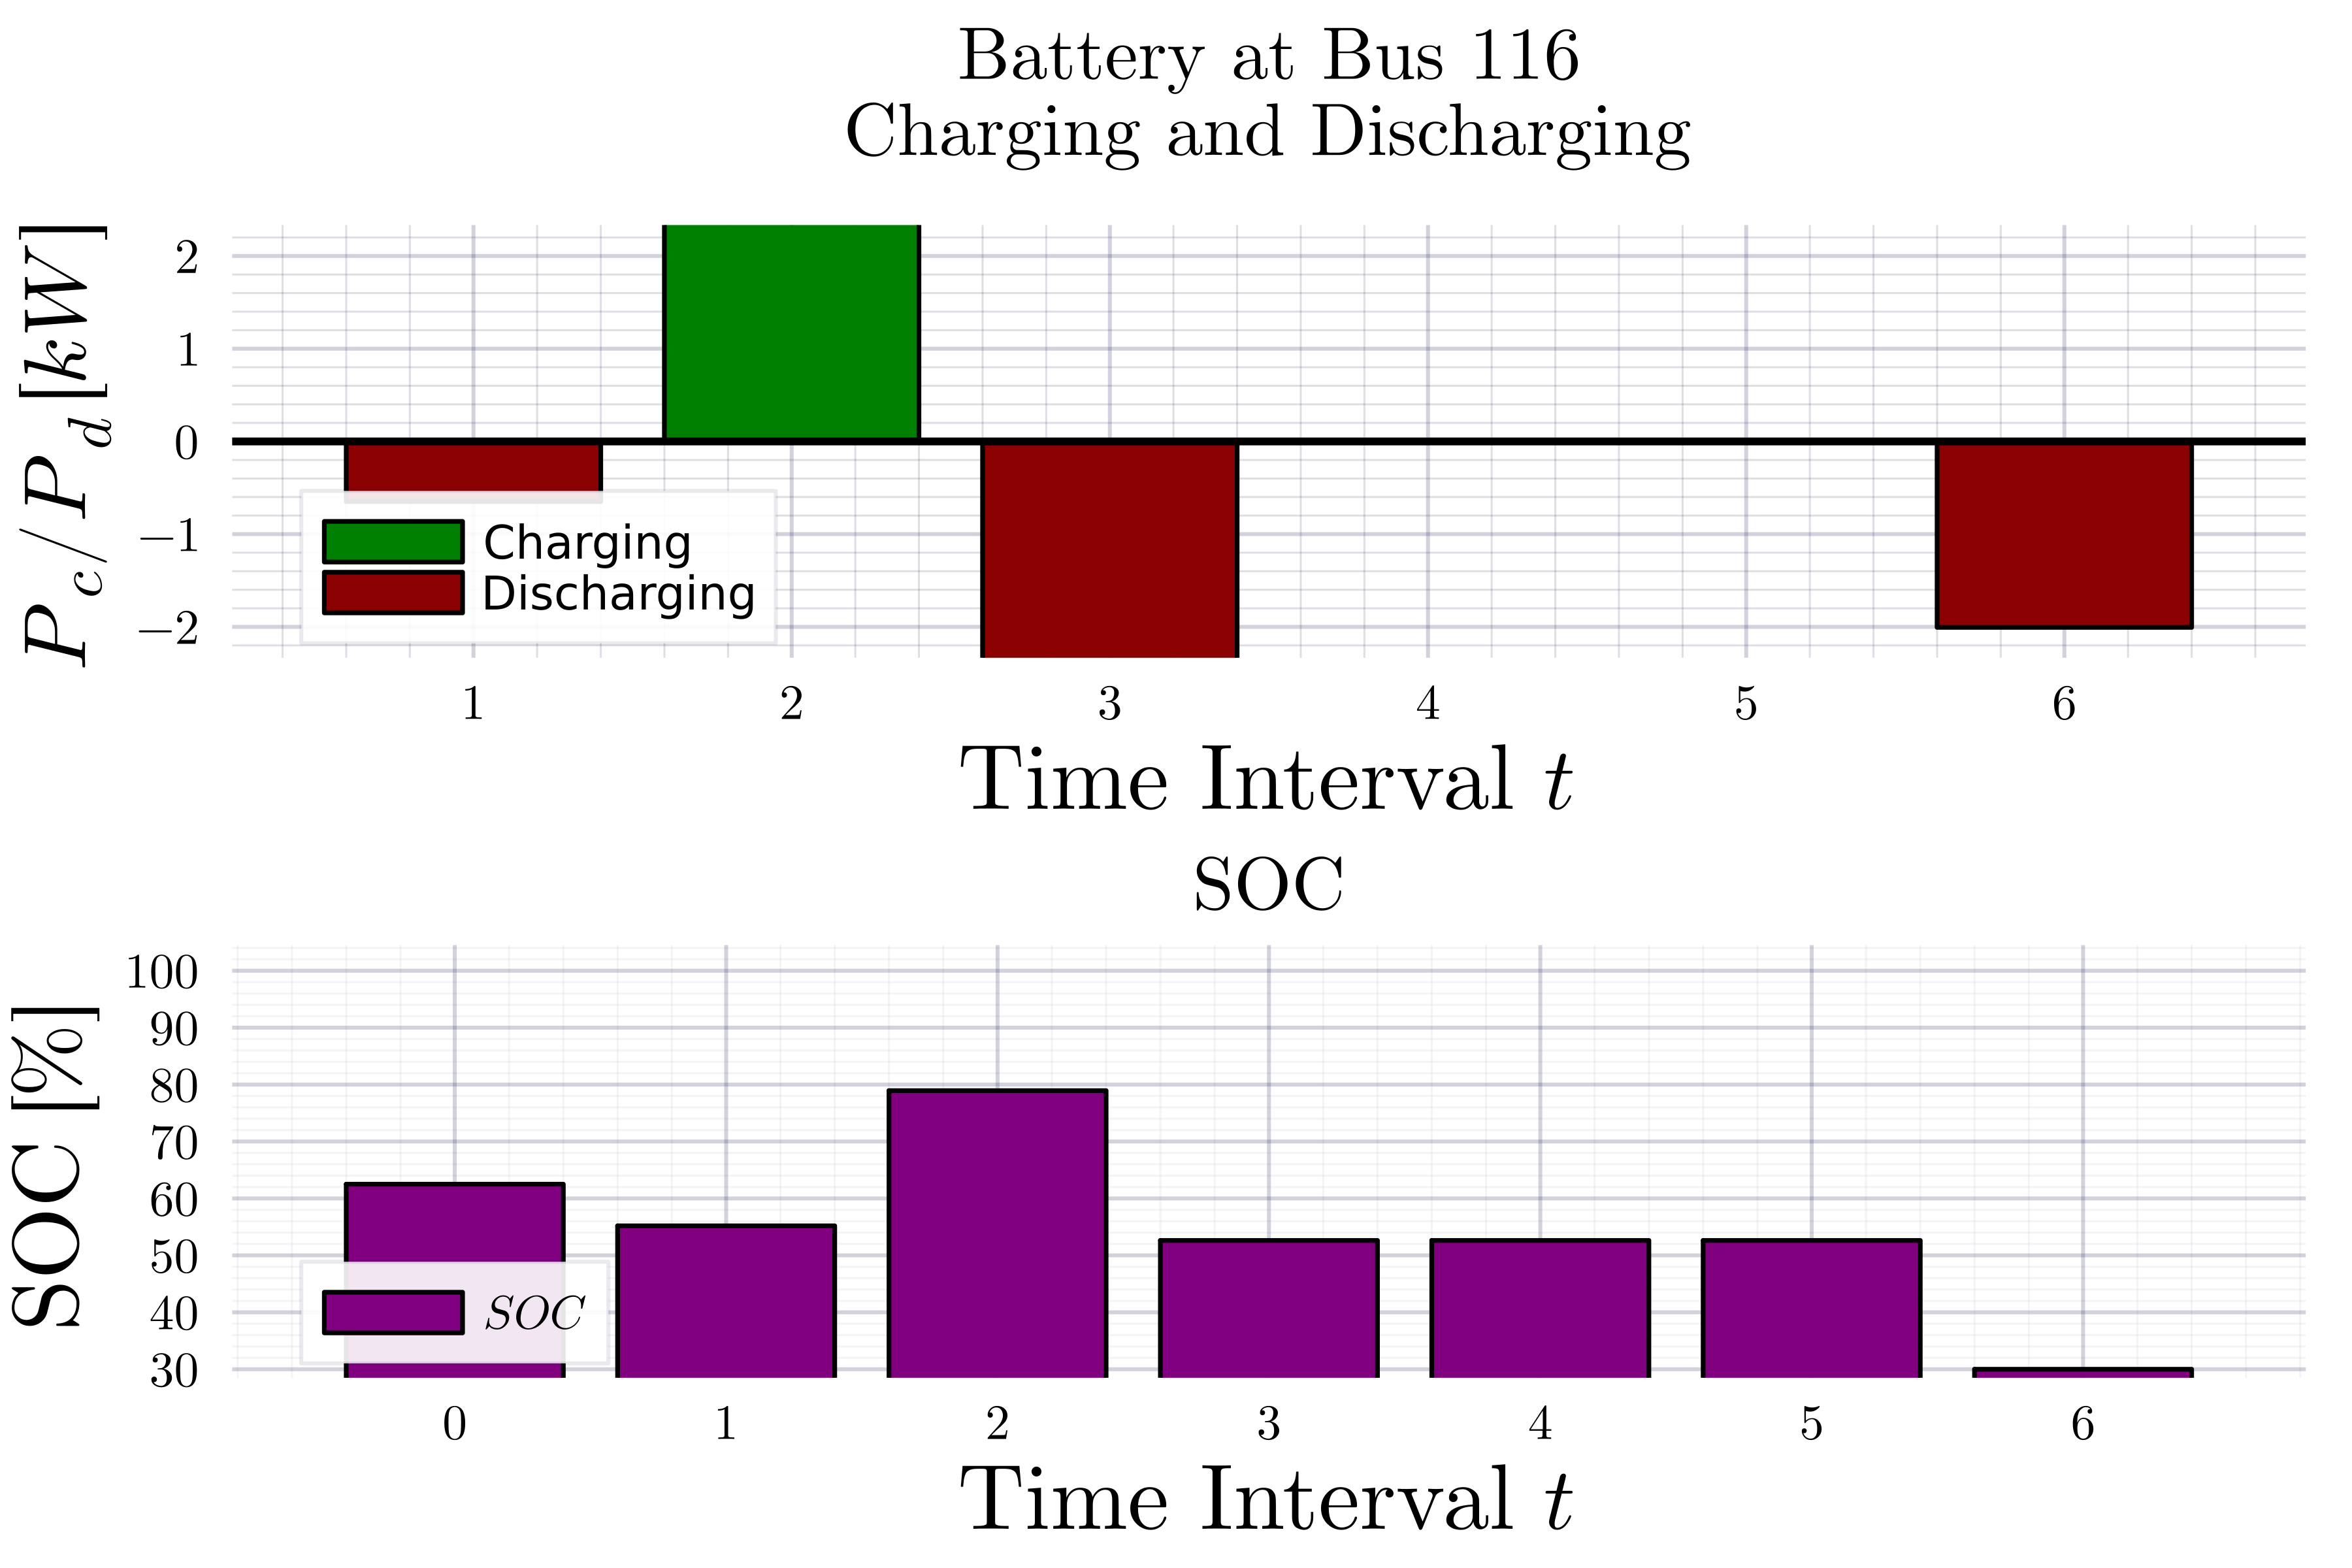 Battery at Bus 116
Charging and Discharging
P_c/P_d [kW]
2
1
0
−1
−2
Charging
Discharging
1 2 3 4 5 6
Time Interval t
SOC
SOC [%]
100
90
80
70
60
50
40
30
SOC
0 1 2 3 4 5 6
Time Interval t